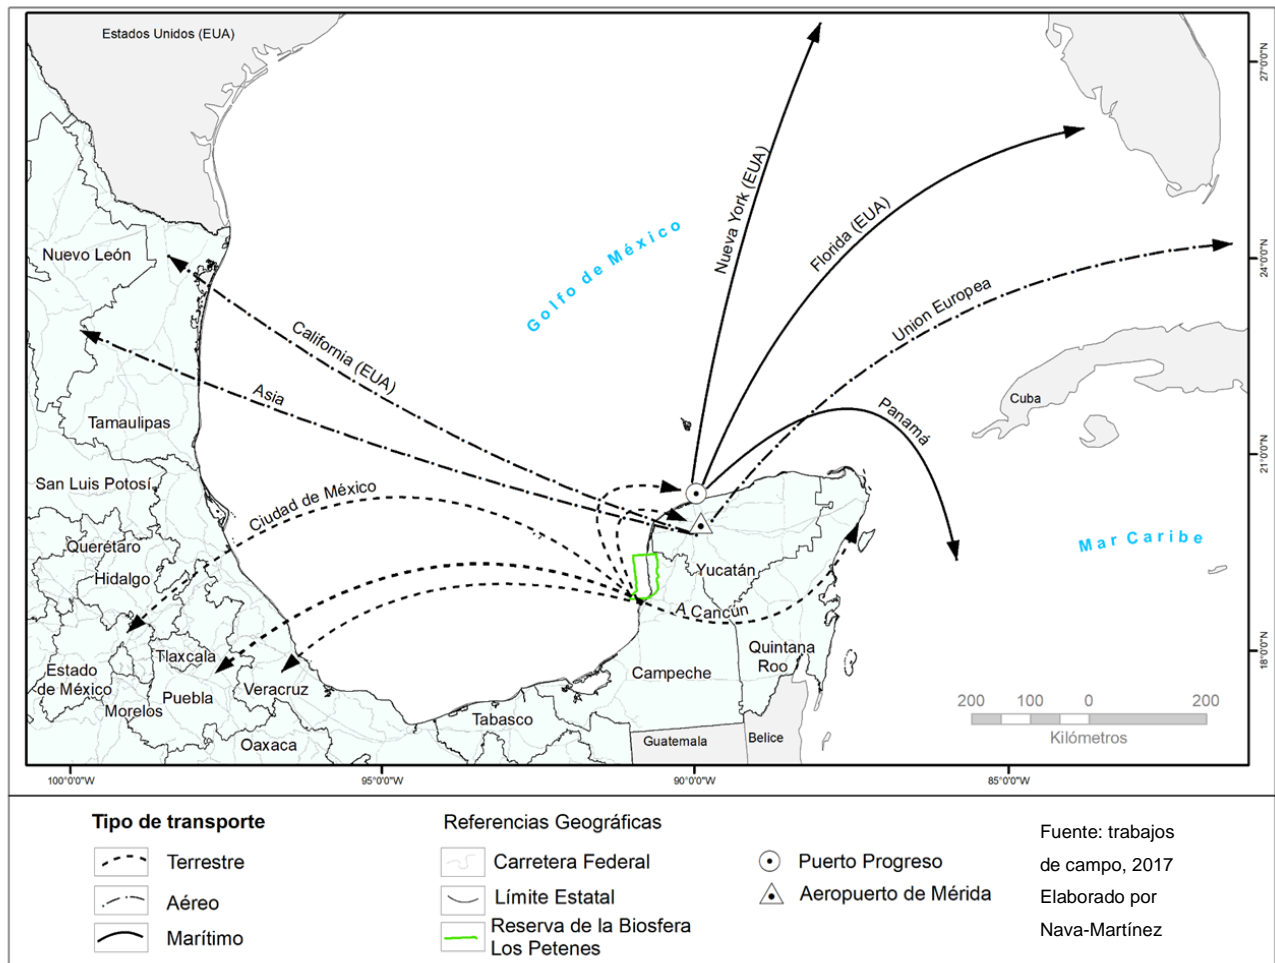 Estados Unidos (EUA)
27°0'0"N
Nueva York (EUA)
Florida (EUA)
Golfo de México
Nuevo León
24°0'0"N
Union Europea
California (EUA)
Asia
Cuba
Panamá
Tamaulipas
21°0'0"N
San Luis Potosí
Ciudad de México
Mar Caribe
Querétaro
Hidalgo
Yucatán
A Cancún
Tlaxcala
Quintana
Roo
18°0'0"N
Estado
de México
Campeche
Puebla
Veracruz
Morelos
Tabasco
Oaxaca
Guatemala
Belice
200 100 0 200
Kilómetros
100°0'0"W 95°0'0"W 90°0'0"W 85°0'0"W
Tipo de transporte
Terrestre
Aéreo
Marítimo
Referencias Geográficas
Carretera Federal
Límite Estatal
Reserva de la Biosfera
Los Petenes
Puerto Progreso
Aeropuerto de Mérida
Fuente: trabajos
de campo, 2017
Elaborado por
Nava-Martínez